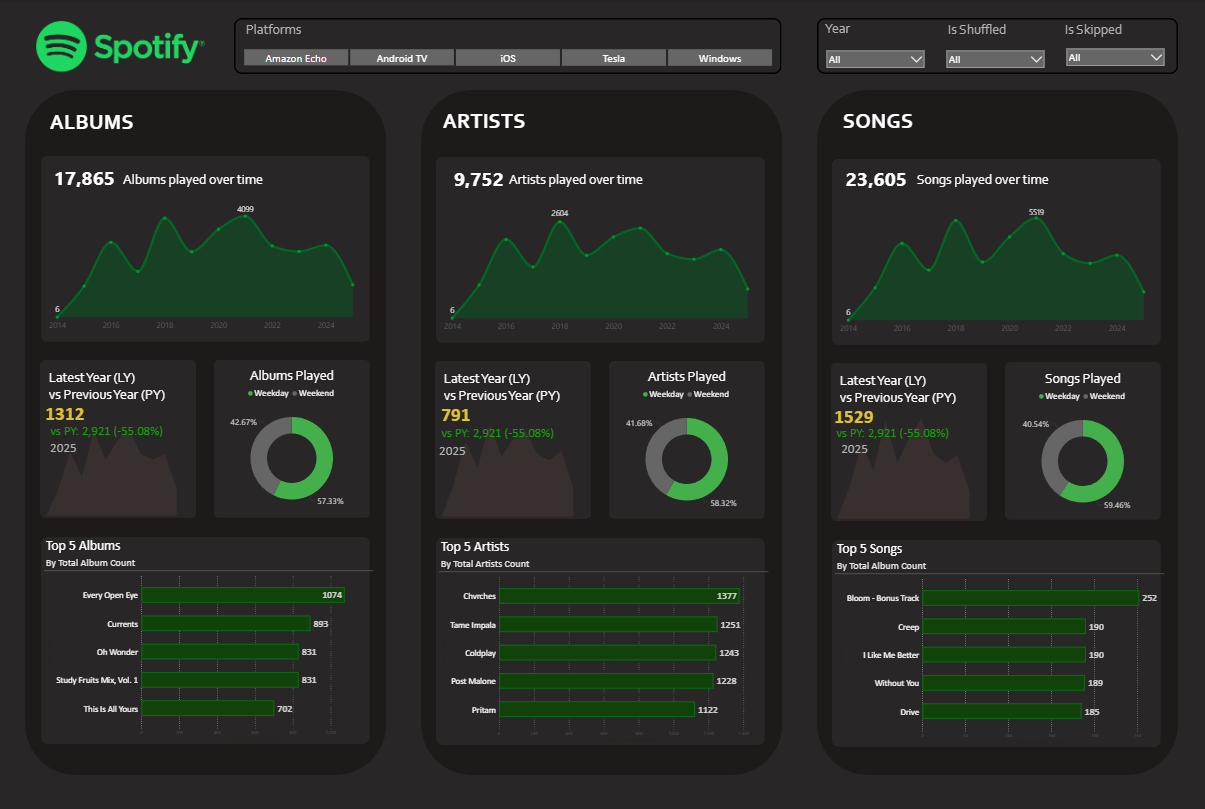 Spotify®
Platforms
Amazon Echo Android TV iOS Tesla Windows
Year Is Shuffled Is Skipped
All All All
ALBUMS
17,865 Albums played over time
4099
6
2014 2016 2018 2020 2022 2024
Latest Year (LY)
vs Previous Year (PY)
1312
vs PY: 2,921 (-55.08%)
2025
Albums Played
Weekday Weekend
42.67%
57.33%
Top 5 Albums
By Total Album Count
Every Open Eye 1074
Currents 893
Oh Wonder 831
Study Fruits Mix, Vol. 1 831
This Is All Yours 702
ARTISTS
9,752 Artists played over time
2604
6
2014 2016 2018 2020 2022 2024
Latest Year (LY)
vs Previous Year (PY)
791
vs PY: 2,921 (-55.08%)
2025
Artists Played
Weekday Weekend
41.68%
58.32%
Top 5 Artists
By Total Artists Count
Chvrches 1377
Tame Impala 1251
Coldplay 1243
Post Malone 1228
Pritam 1122
SONGS
23,605 Songs played over time
5519
6
2014 2016 2018 2020 2022 2024
Latest Year (LY)
vs Previous Year (PY)
1529
vs PY: 2,921 (-55.08%)
2025
Songs Played
Weekday Weekend
40.54%
59.46%
Top 5 Songs
By Total Album Count
Bloom - Bonus Track 252
Creep 190
I Like Me Better 190
Without You 189
Drive 185